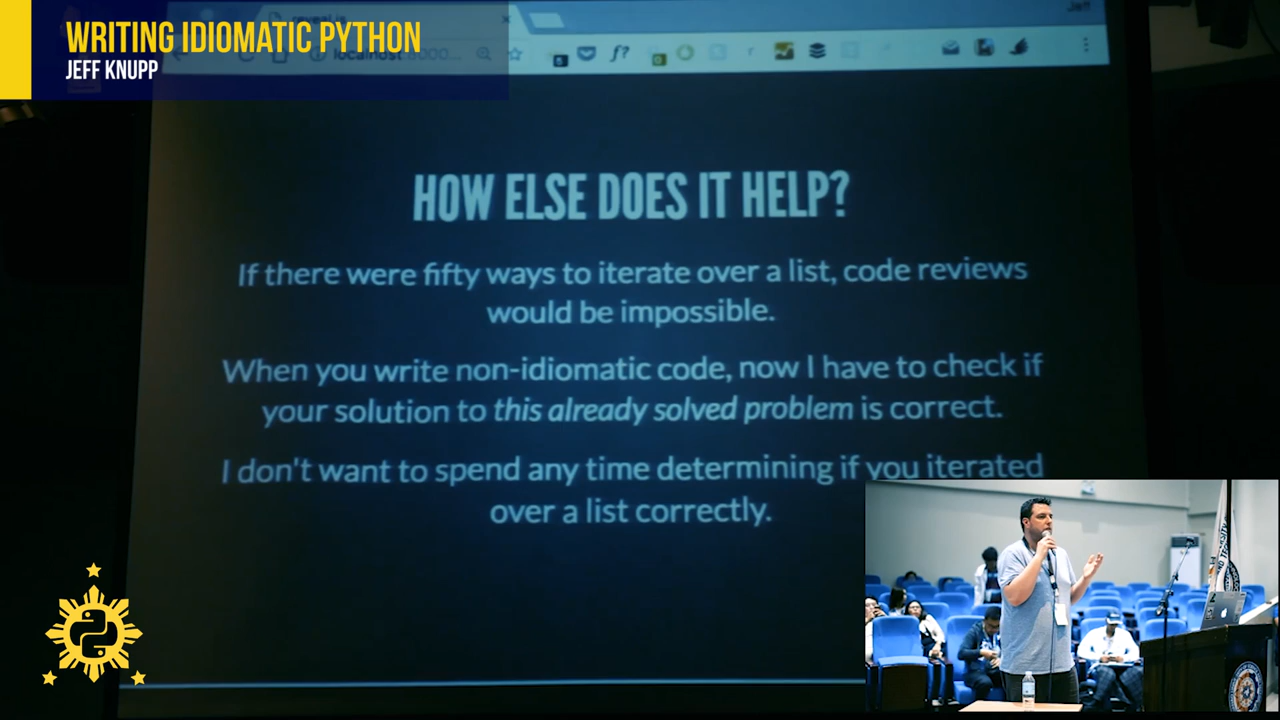 WRITING IDIOMATIC PYTHON
JEFF KNUPP
Jeff
localhost:8000...
f?
HOW ELSE DOES IT HELP?
If there were fifty ways to iterate over a list, code reviews
would be impossible.
When you write non-idiomatic code, now I have to check if
your solution to this already solved problem is correct.
I don't want to spend any time determining if you iterated
over a list correctly.